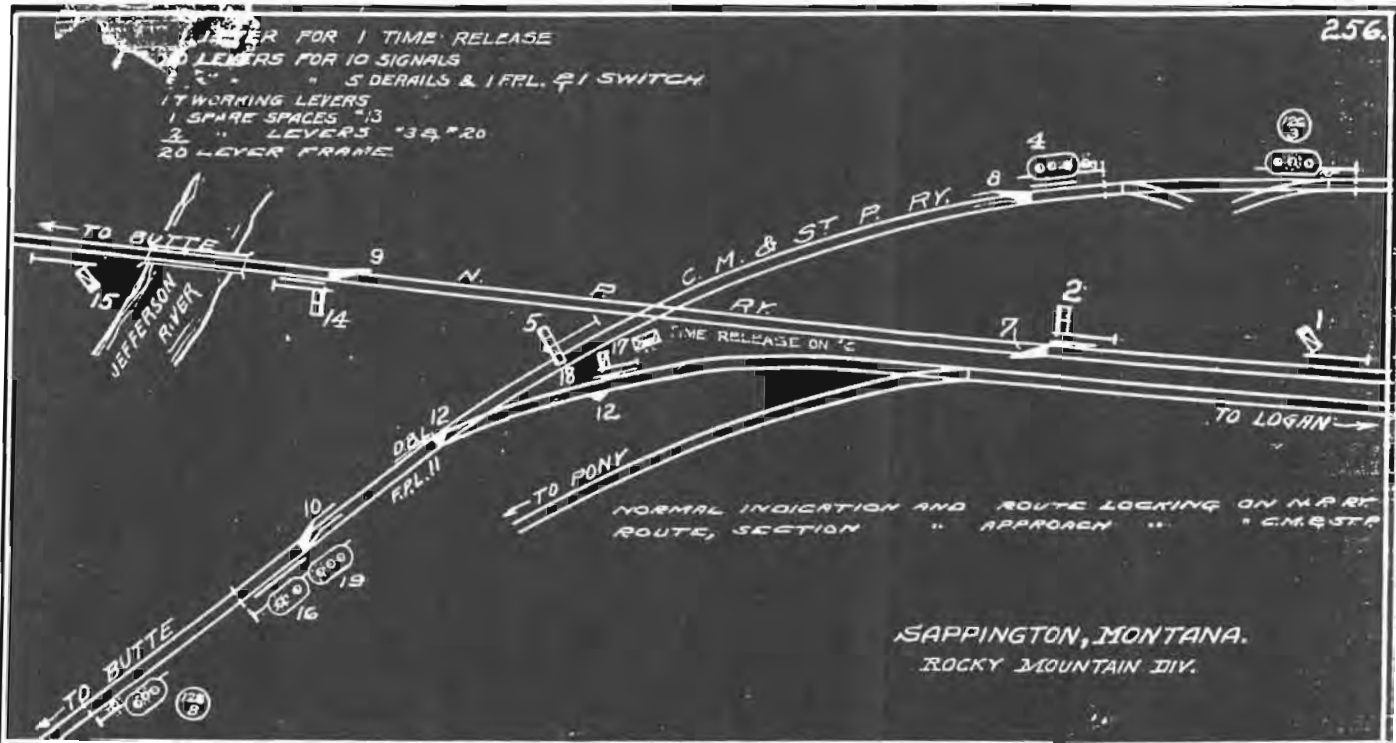 256.
LEVER FOR 1 TIME RELEASE
LEVERS FOR 10 SIGNALS
" " 5 DERAILS & 1 F.P.L. & 1 SWITCH
17 WORKING LEVERS
1 SPARE SPACES #13
2 " LEVERS #3 & #20
20 LEVER FRAME
4
8
C. M. & ST. P. RY.
TO BUTTE
9
N. P. RY.
15
JEFFERSON RIVER
14
5
17
TIME RELEASE ON
18
12
7
2
1
TO LOGAN
12
D.B.L.
F.P.L. 11
TO PONY
10
NORMAL INDICATION AND ROUTE LOCKING ON N.P. RY.
ROUTE, SECTION " APPROACH " " C.M. & ST.P.
19
16
SAPPINGTON, MONTANA.
ROCKY MOUNTAIN DIV.
TO BUTTE